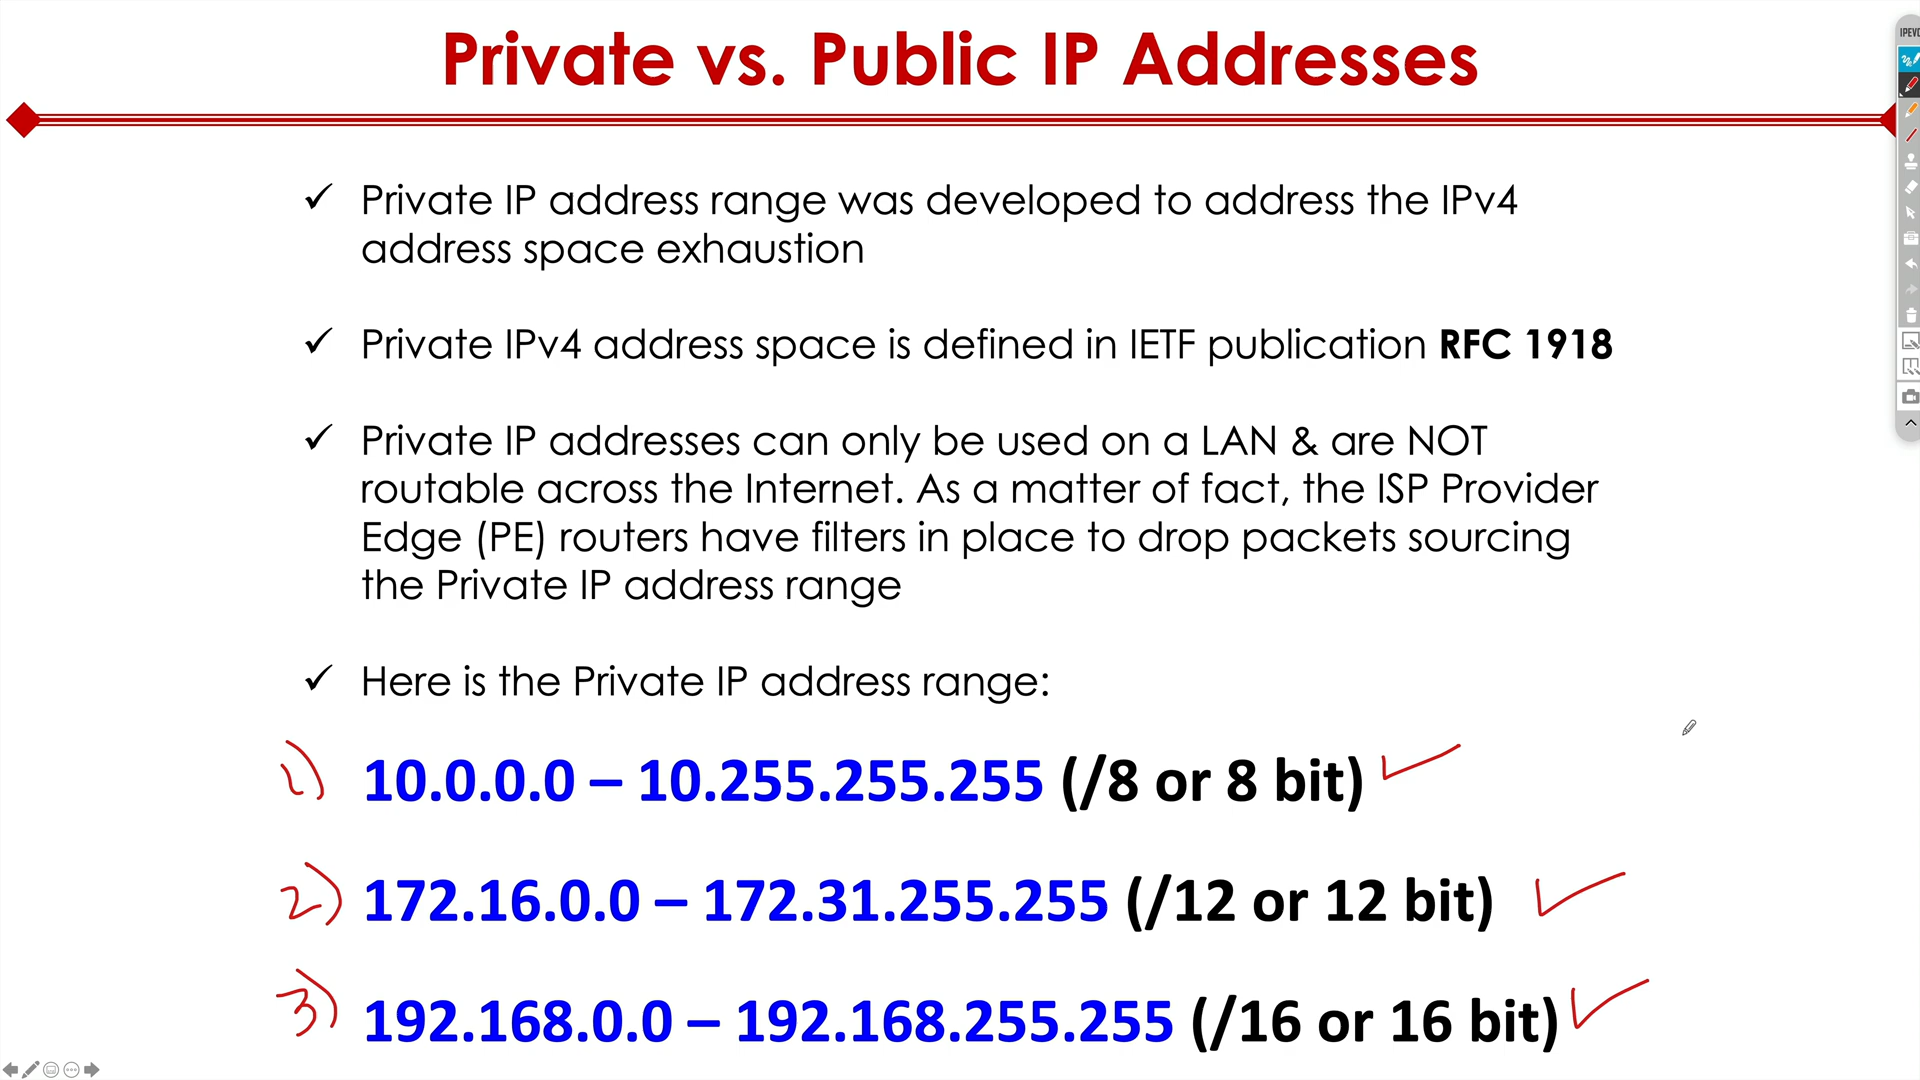 Private vs. Public IP Addresses
IPEVO
✓ Private IP address range was developed to address the IPv4
address space exhaustion
✓ Private IPv4 address space is defined in IETF publication RFC 1918
✓ Private IP addresses can only be used on a LAN & are NOT
routable across the Internet. As a matter of fact, the ISP Provider
Edge (PE) routers have filters in place to drop packets sourcing
the Private IP address range
✓ Here is the Private IP address range:
1) 10.0.0.0 – 10.255.255.255 (/8 or 8 bit) ✓
2) 172.16.0.0 – 172.31.255.255 (/12 or 12 bit) ✓
3) 192.168.0.0 – 192.168.255.255 (/16 or 16 bit) ✓